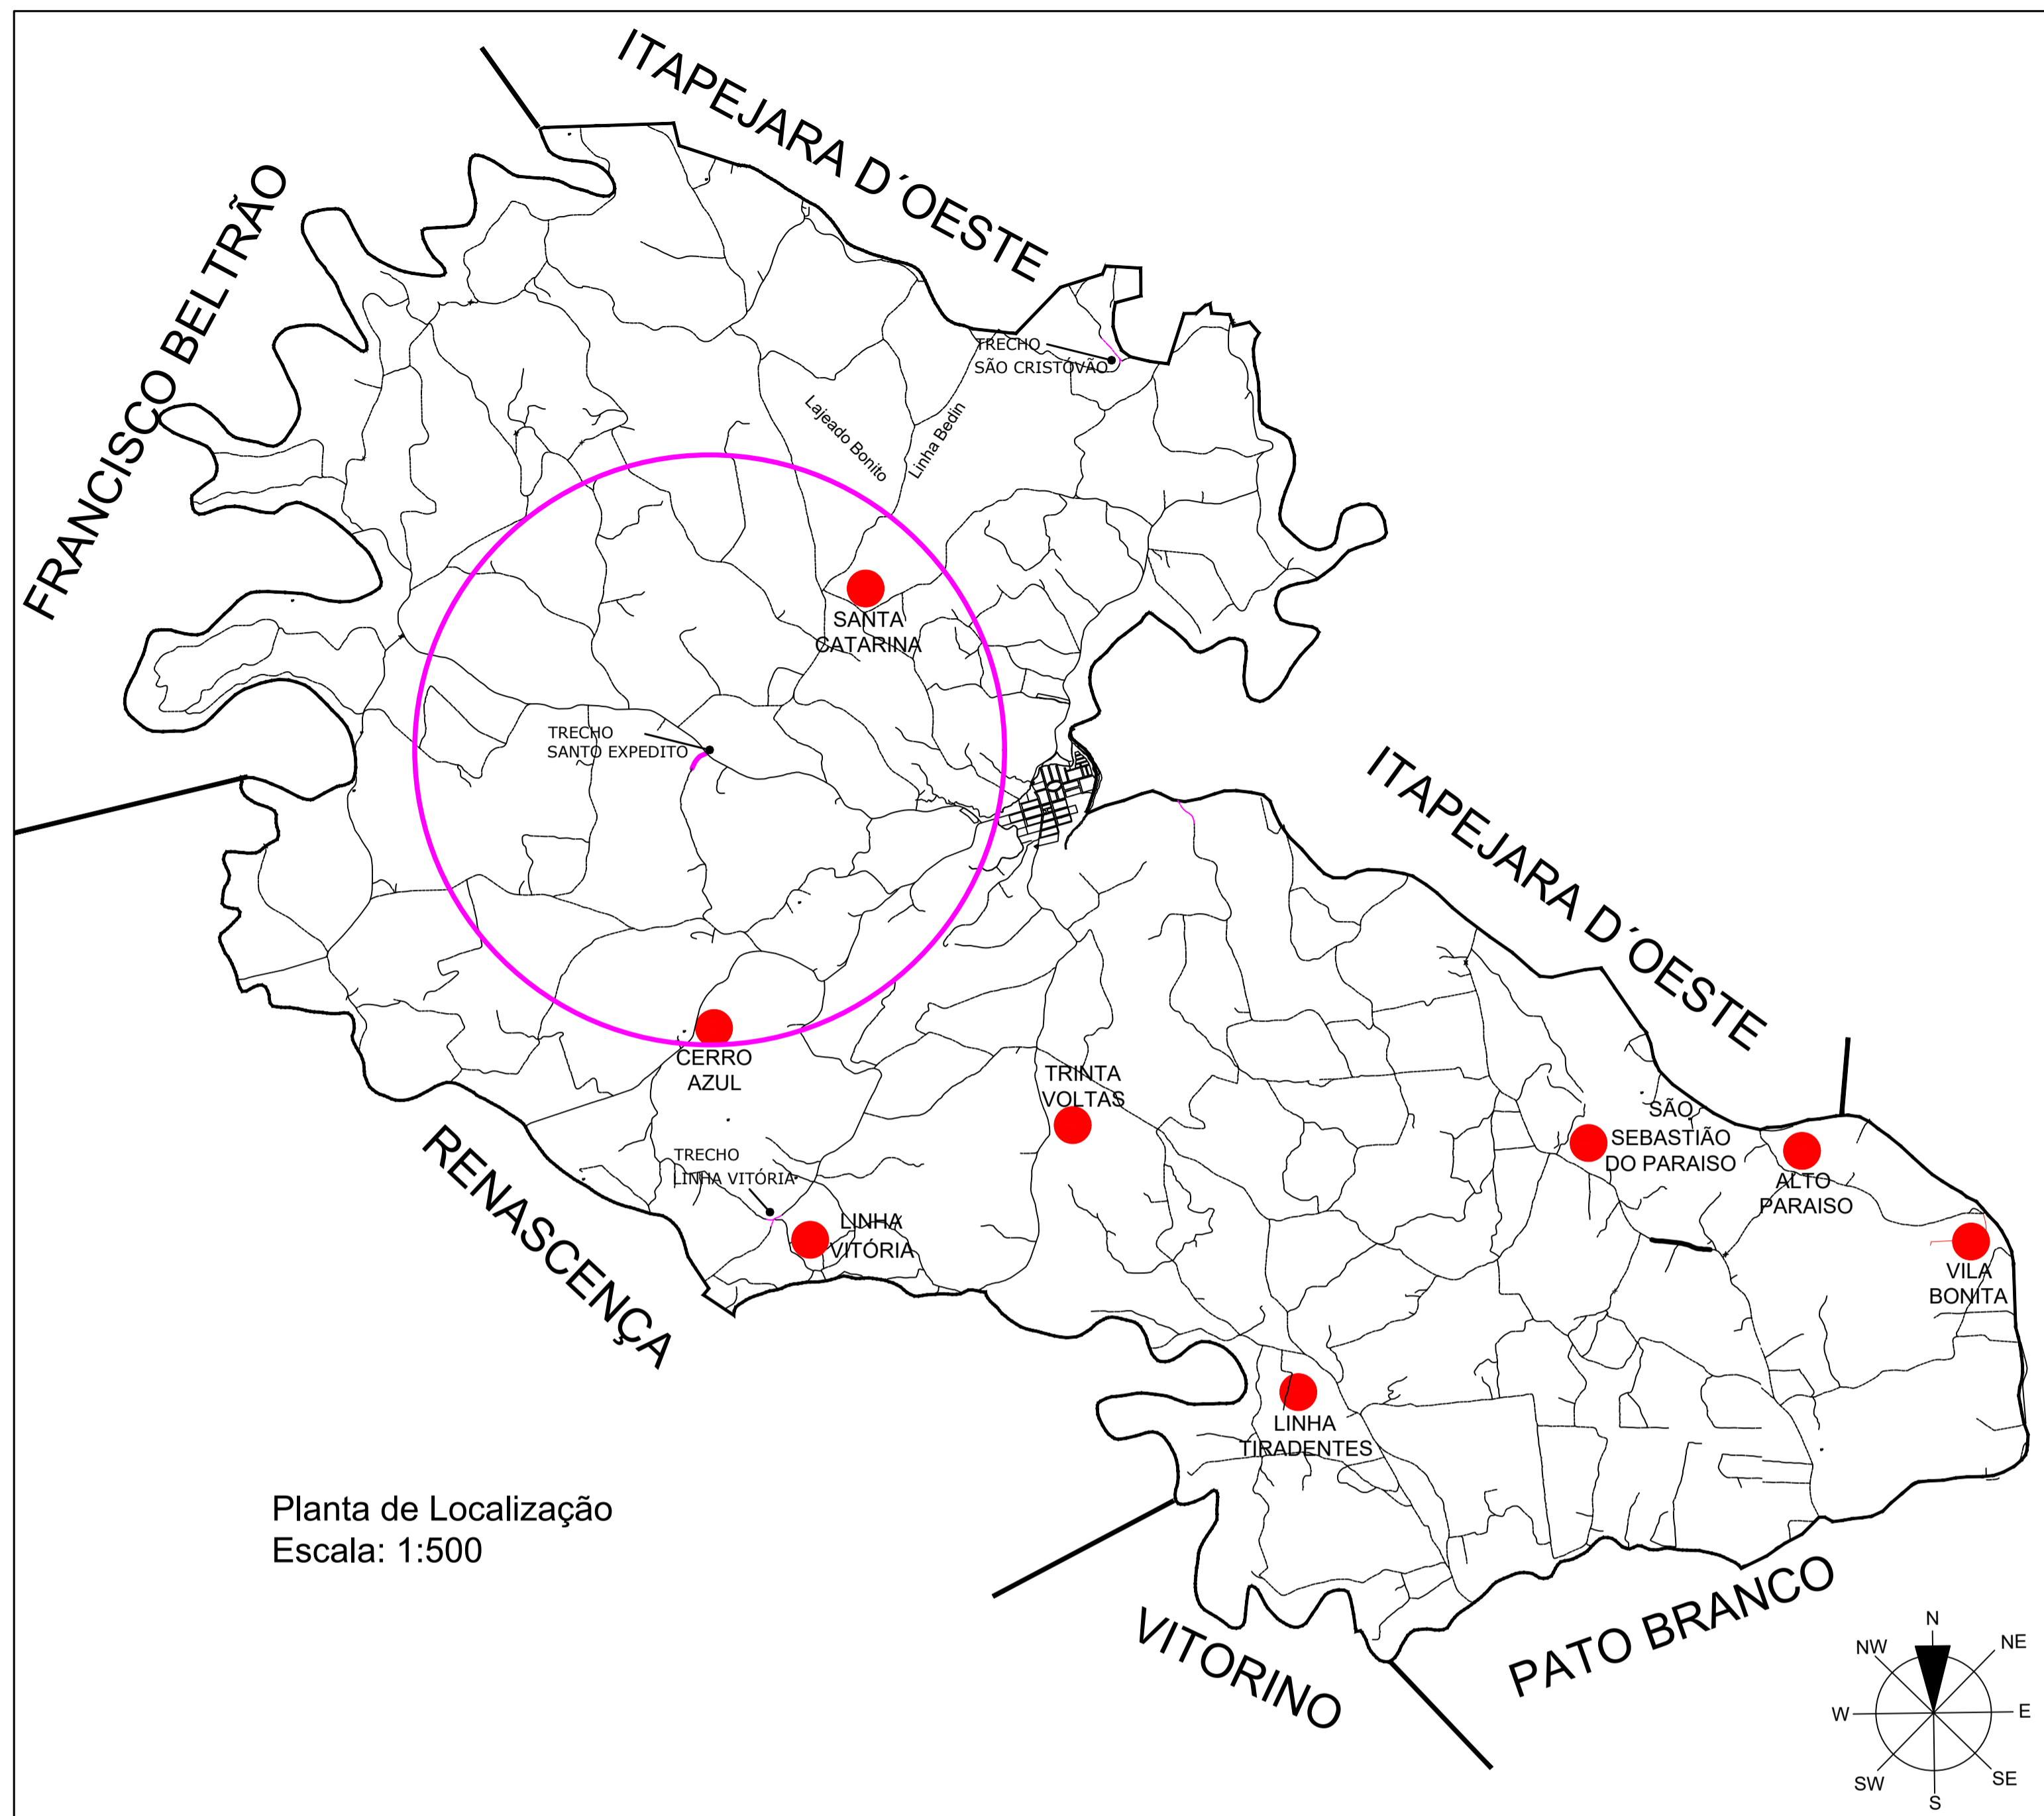 ITAPEJARA D´OESTE
FRANCISCO BELTRÃO
TRECHO
SÃO CRISTÓVÃO
Lajeado Bonito
Linha Bedin
SANTA
CATARINA
TRECHO
SANTO EXPEDITO
ITAPEJARA D´OESTE
CERRO
AZUL
TRINTA
VOLTAS
SÃO
SEBASTIÃO
DO PARAISO
ALTO
PARAISO
RENASCENÇA
TRECHO
LINHA VITÓRIA
LINHA
VITÓRIA
VILA
BONITA
LINHA
TIRADENTES
Planta de Localização
Escala: 1:500
VITORINO
PATO BRANCO
N
NW
NE
W
E
SW
SE
S